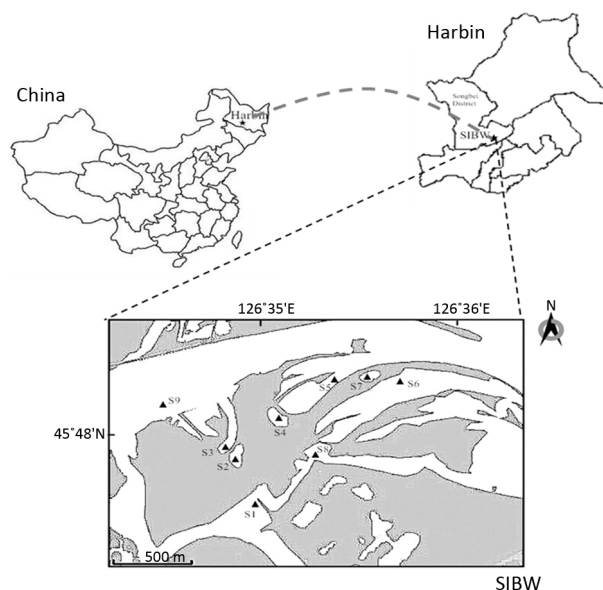 Harbin
China
Songbei
District
Harbin
SIBW
N
126°35'E
126°36'E
S5
S7
S6
S9
S4
45°48'N
S3
S2
S8
S1
500 m
SIBW